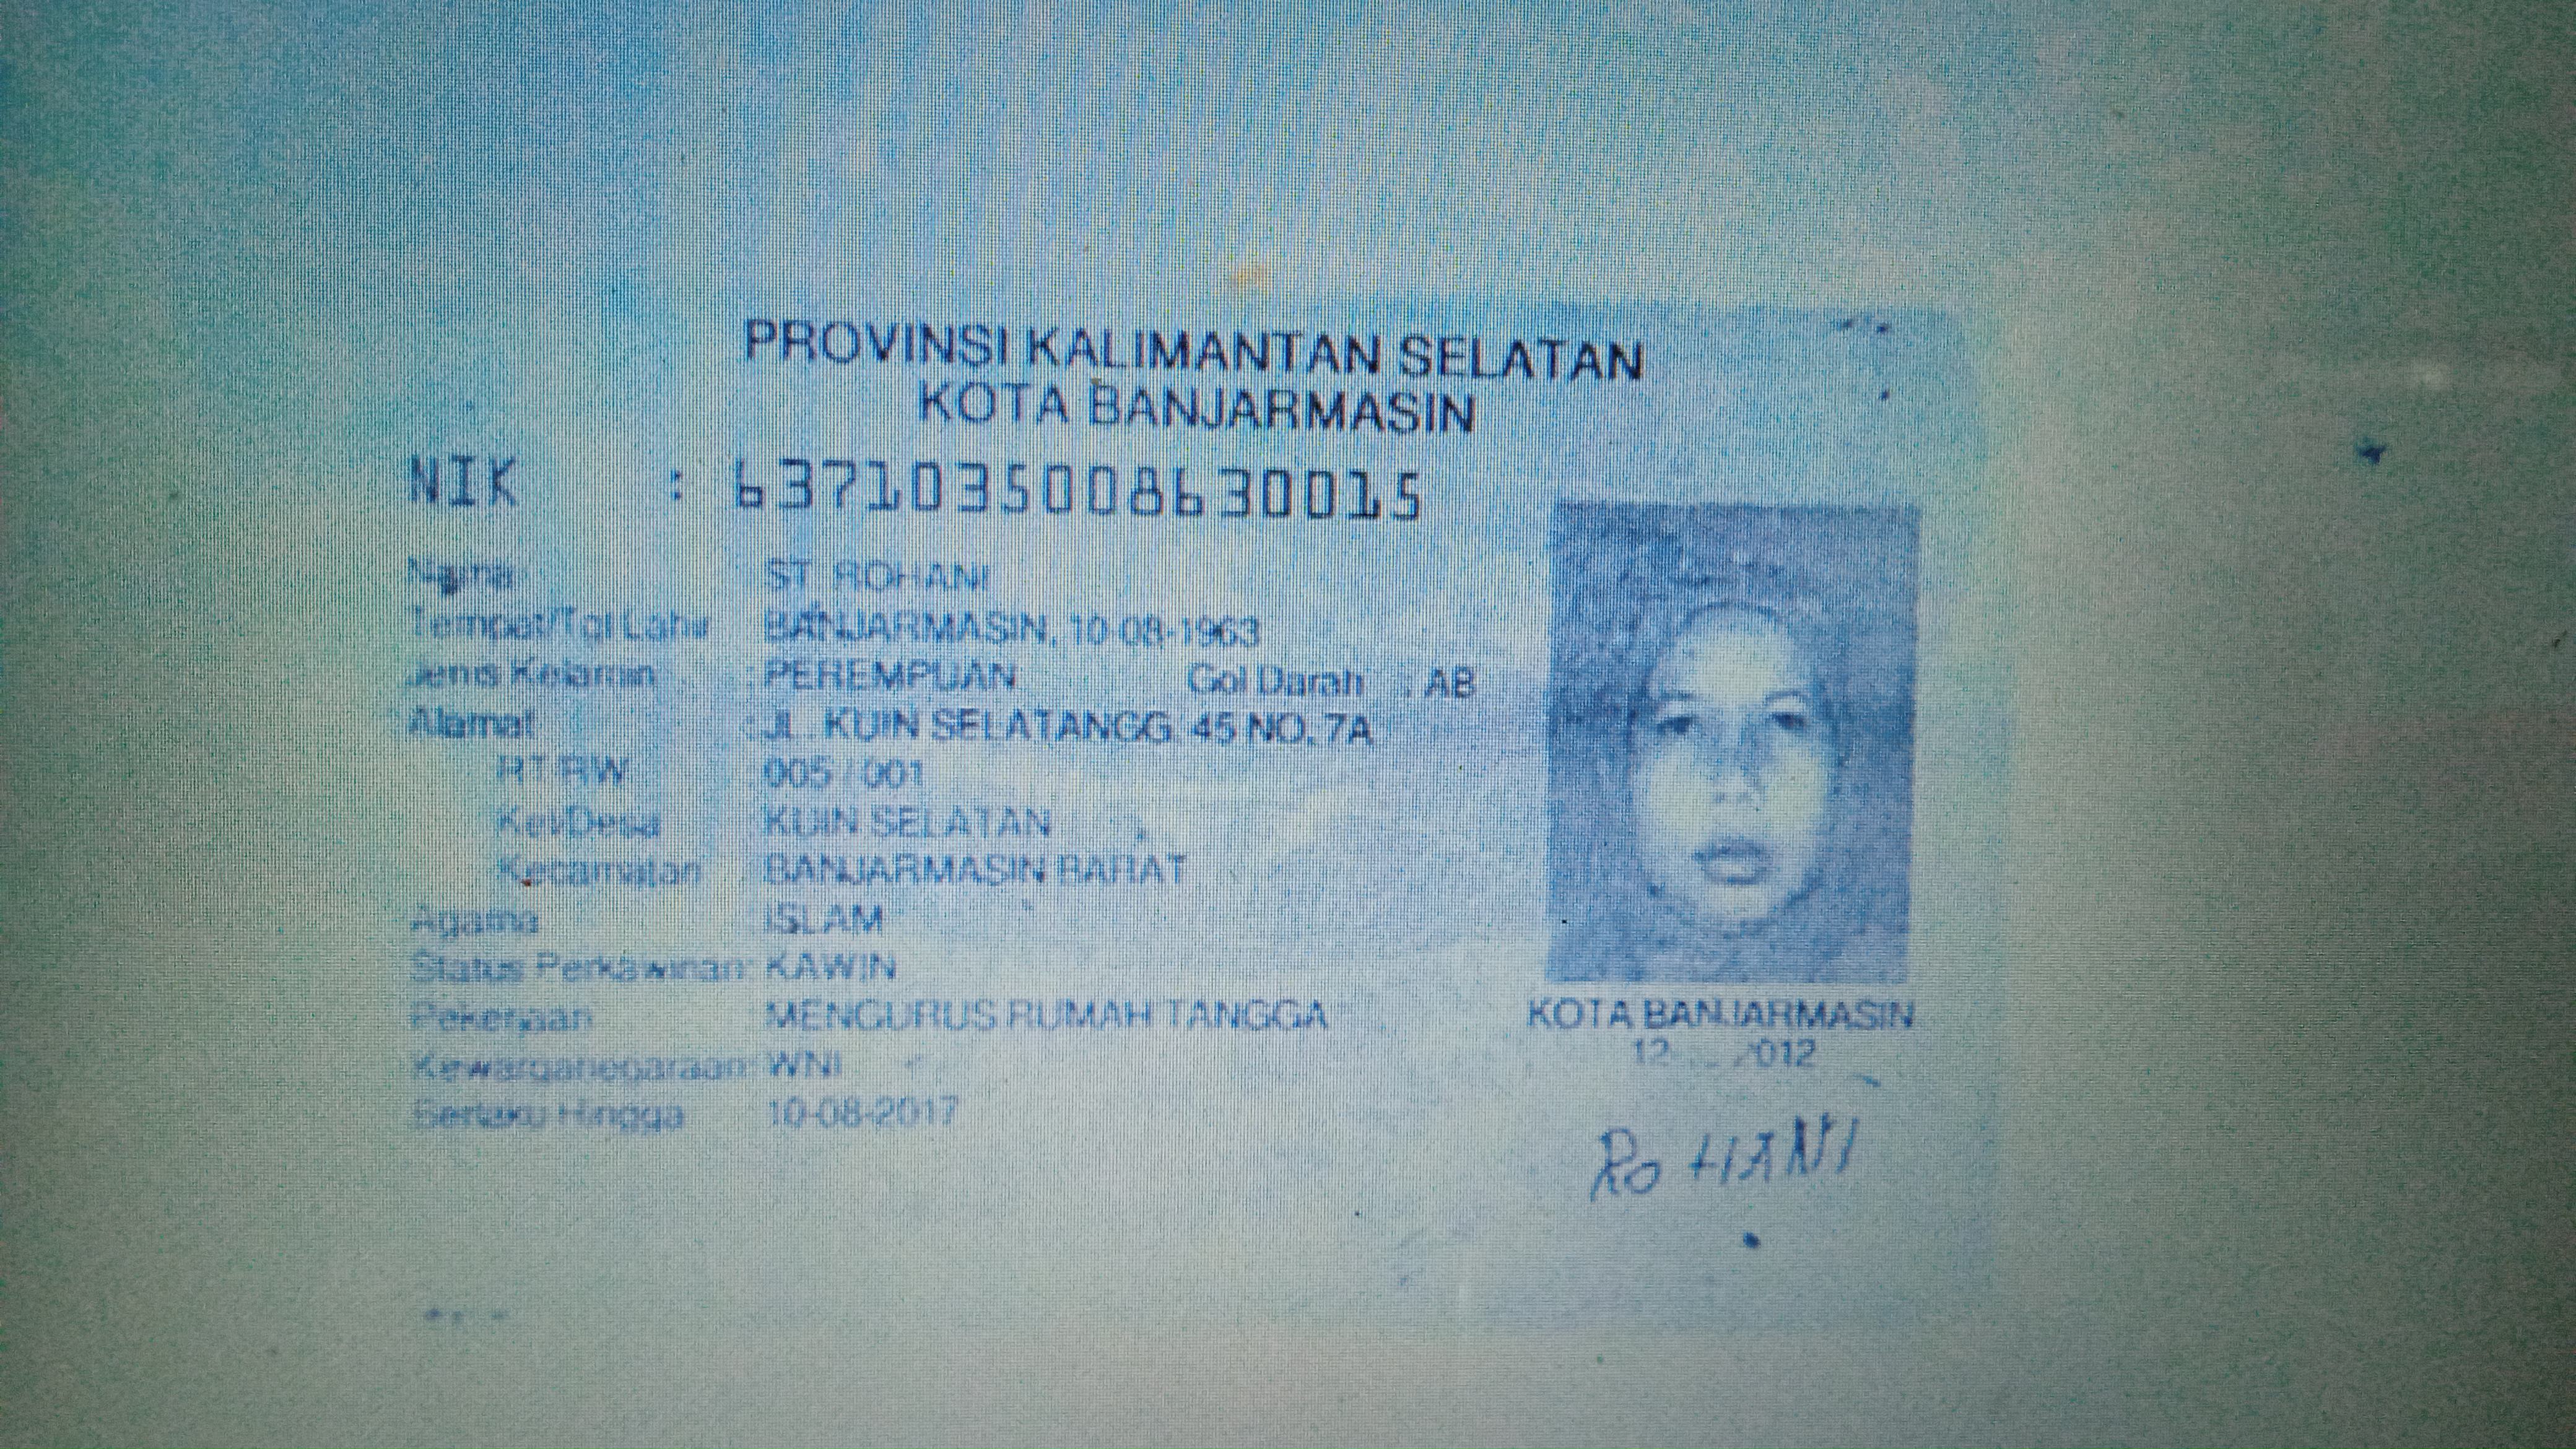 PROVINSI KALIMANTAN SELATAN
KOTA BANJARMASIN
NIK : 6371035008630015
Nama ST. ROHANI
Tempat/Tgl Lahir BANJARMASIN, 10-08-1963
Jenis Kelamin : PEREMPUAN Gol Darah : AB
Alamat : JL. KUIN SELATANGG. 45 NO. 7A
RT/RW 005 / 001
Kel/Desa KUIN SELATAN
Kecamatan BANJARMASIN BARAT
Agama ISLAM
Status Perkawinan: KAWIN
Pekerjaan MENGURUS RUMAH TANGGA
Kewarganegaraan: WNI
Berlaku Hingga 10-08-2017
KOTA BANJARMASIN
12 2012
ROHANI